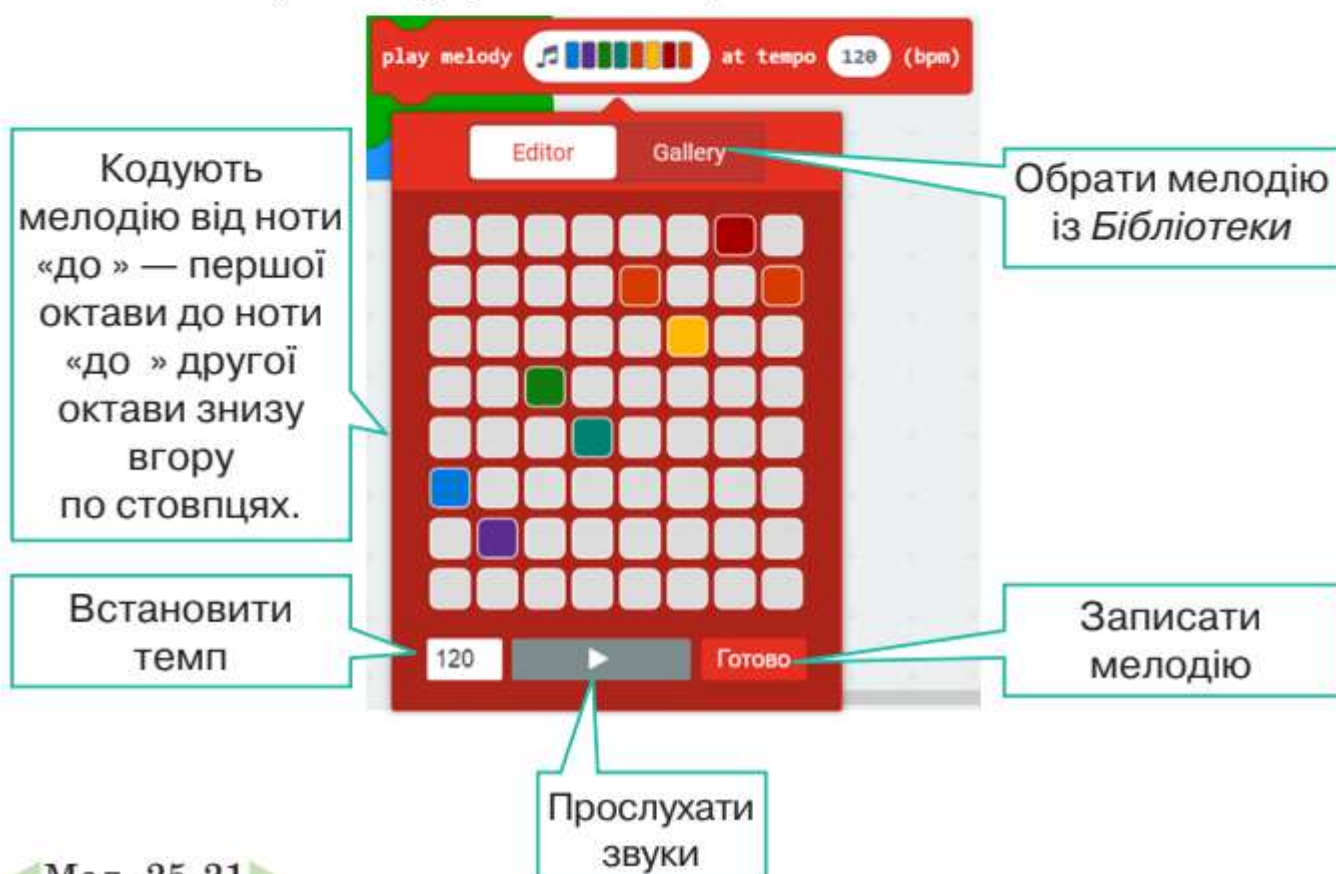 play melody at tempo 120 (bpm)
Editor Gallery
Кодують
мелодію від ноти
«до » — першої
октави до ноти
«до » другої
октави знизу
вгору
по стовпцях.
Обрати мелодію
із Бібліотеки
Встановити
темп
120
Готово
Записати
мелодію
Прослухати
звуки